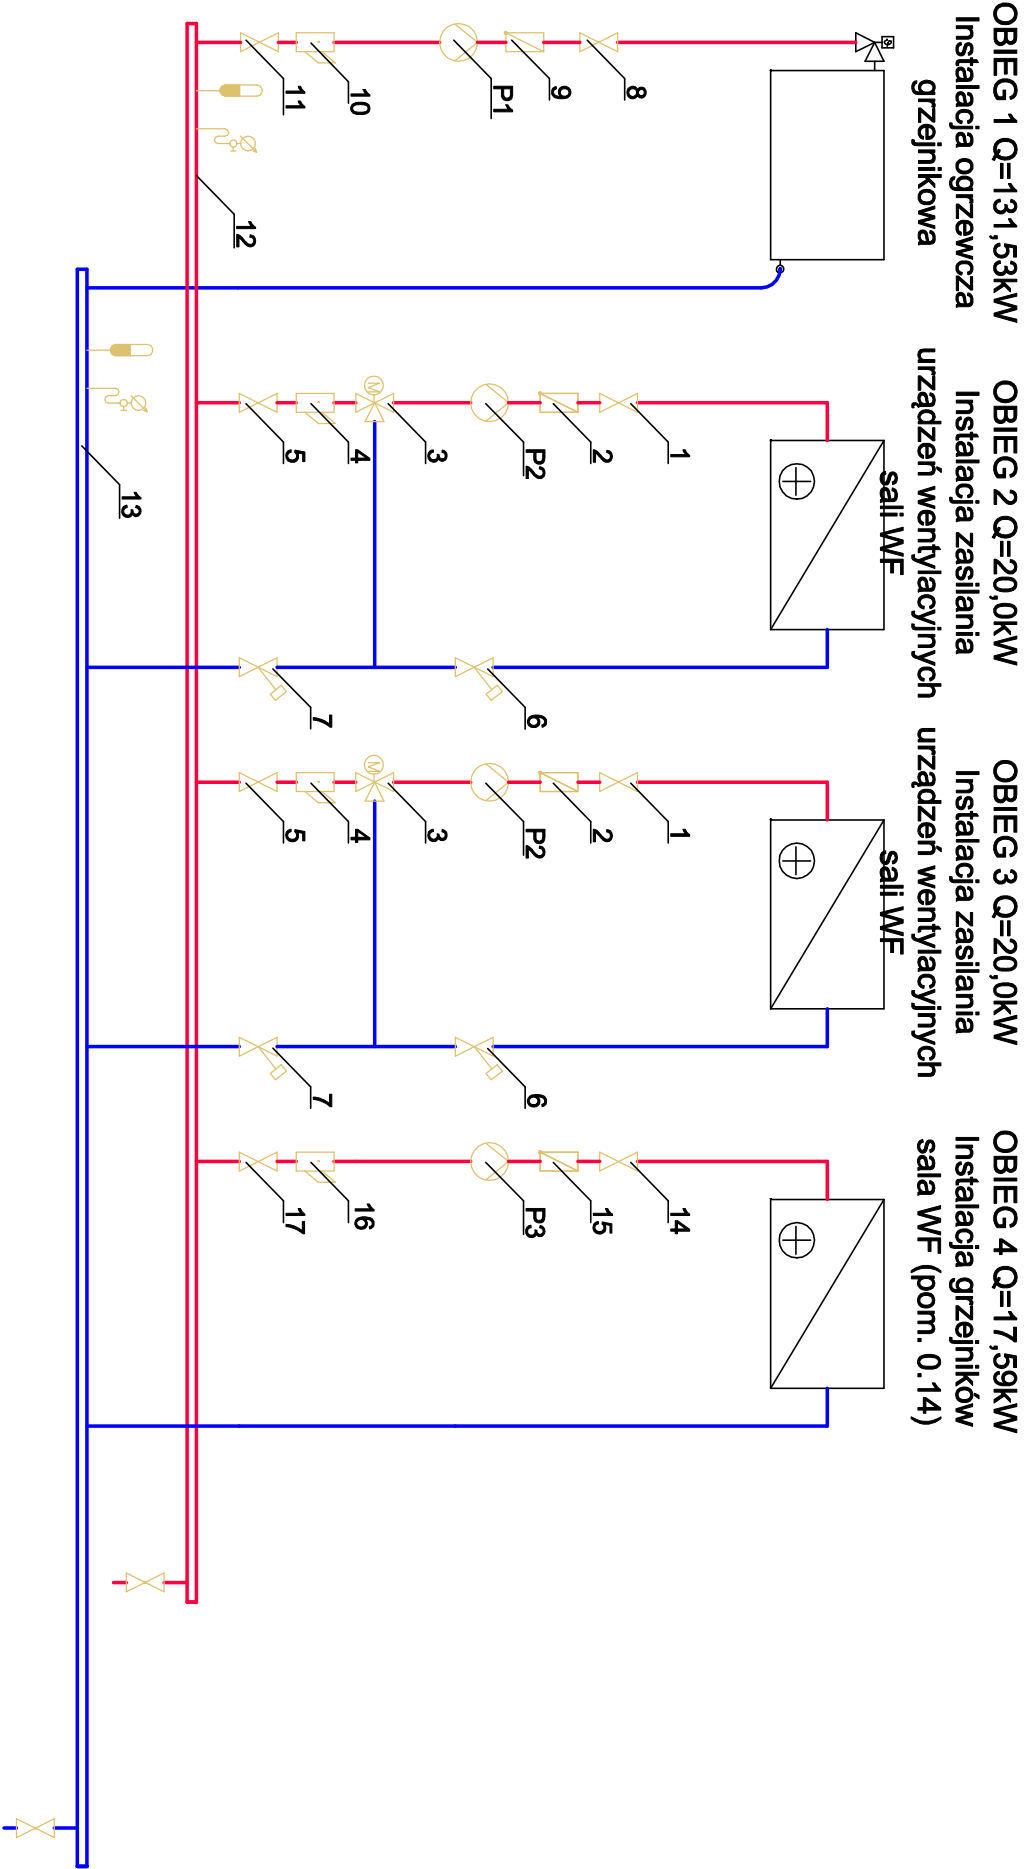 OBIEG 1 Q=131,53kW
Instalacja ogrzewcza
grzejnikowa
OBIEG 2 Q=20,0kW
Instalacja zasilania
urządzeń wentylacyjnych
sali WF
OBIEG 3 Q=20,0kW
Instalacja zasilania
urządzeń wentylacyjnych
sali WF
OBIEG 4 Q=17,59kW
Instalacja grzejników
sala WF (pom. 0.14)
8
9
P1
10
11
12
1
2
P2
M
3
4
5
6
7
13
1
2
P2
M
3
4
5
6
7
14
15
P3
16
17